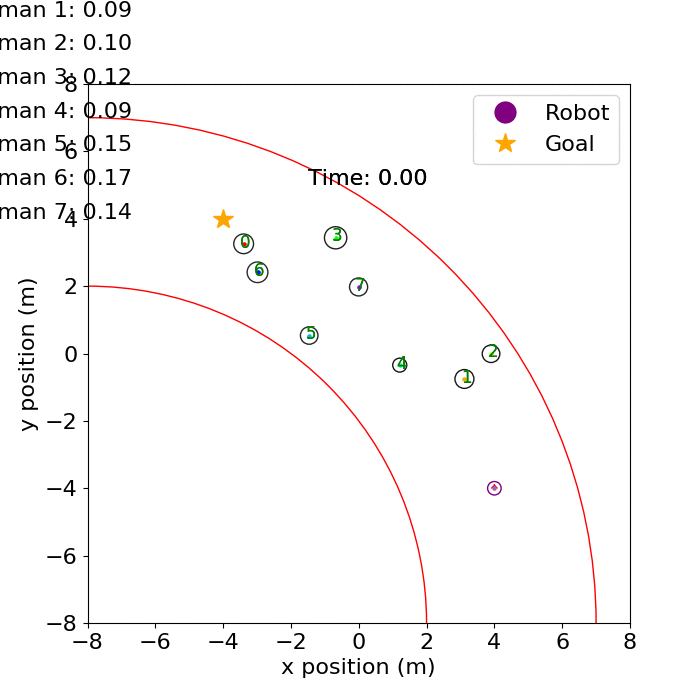 man 1: 0.09
man 2: 0.10
man 3: 0.12
man 4: 0.09
man 5: 0.15
man 6: 0.17
man 7: 0.14
Robot
Goal
Time: 0.00
8
6
4
2
0
−2
−4
−6
−8
y position (m)
0
3
6
7
5
4
2
1
−8
−6
−4
−2
0
2
4
6
8
x position (m)